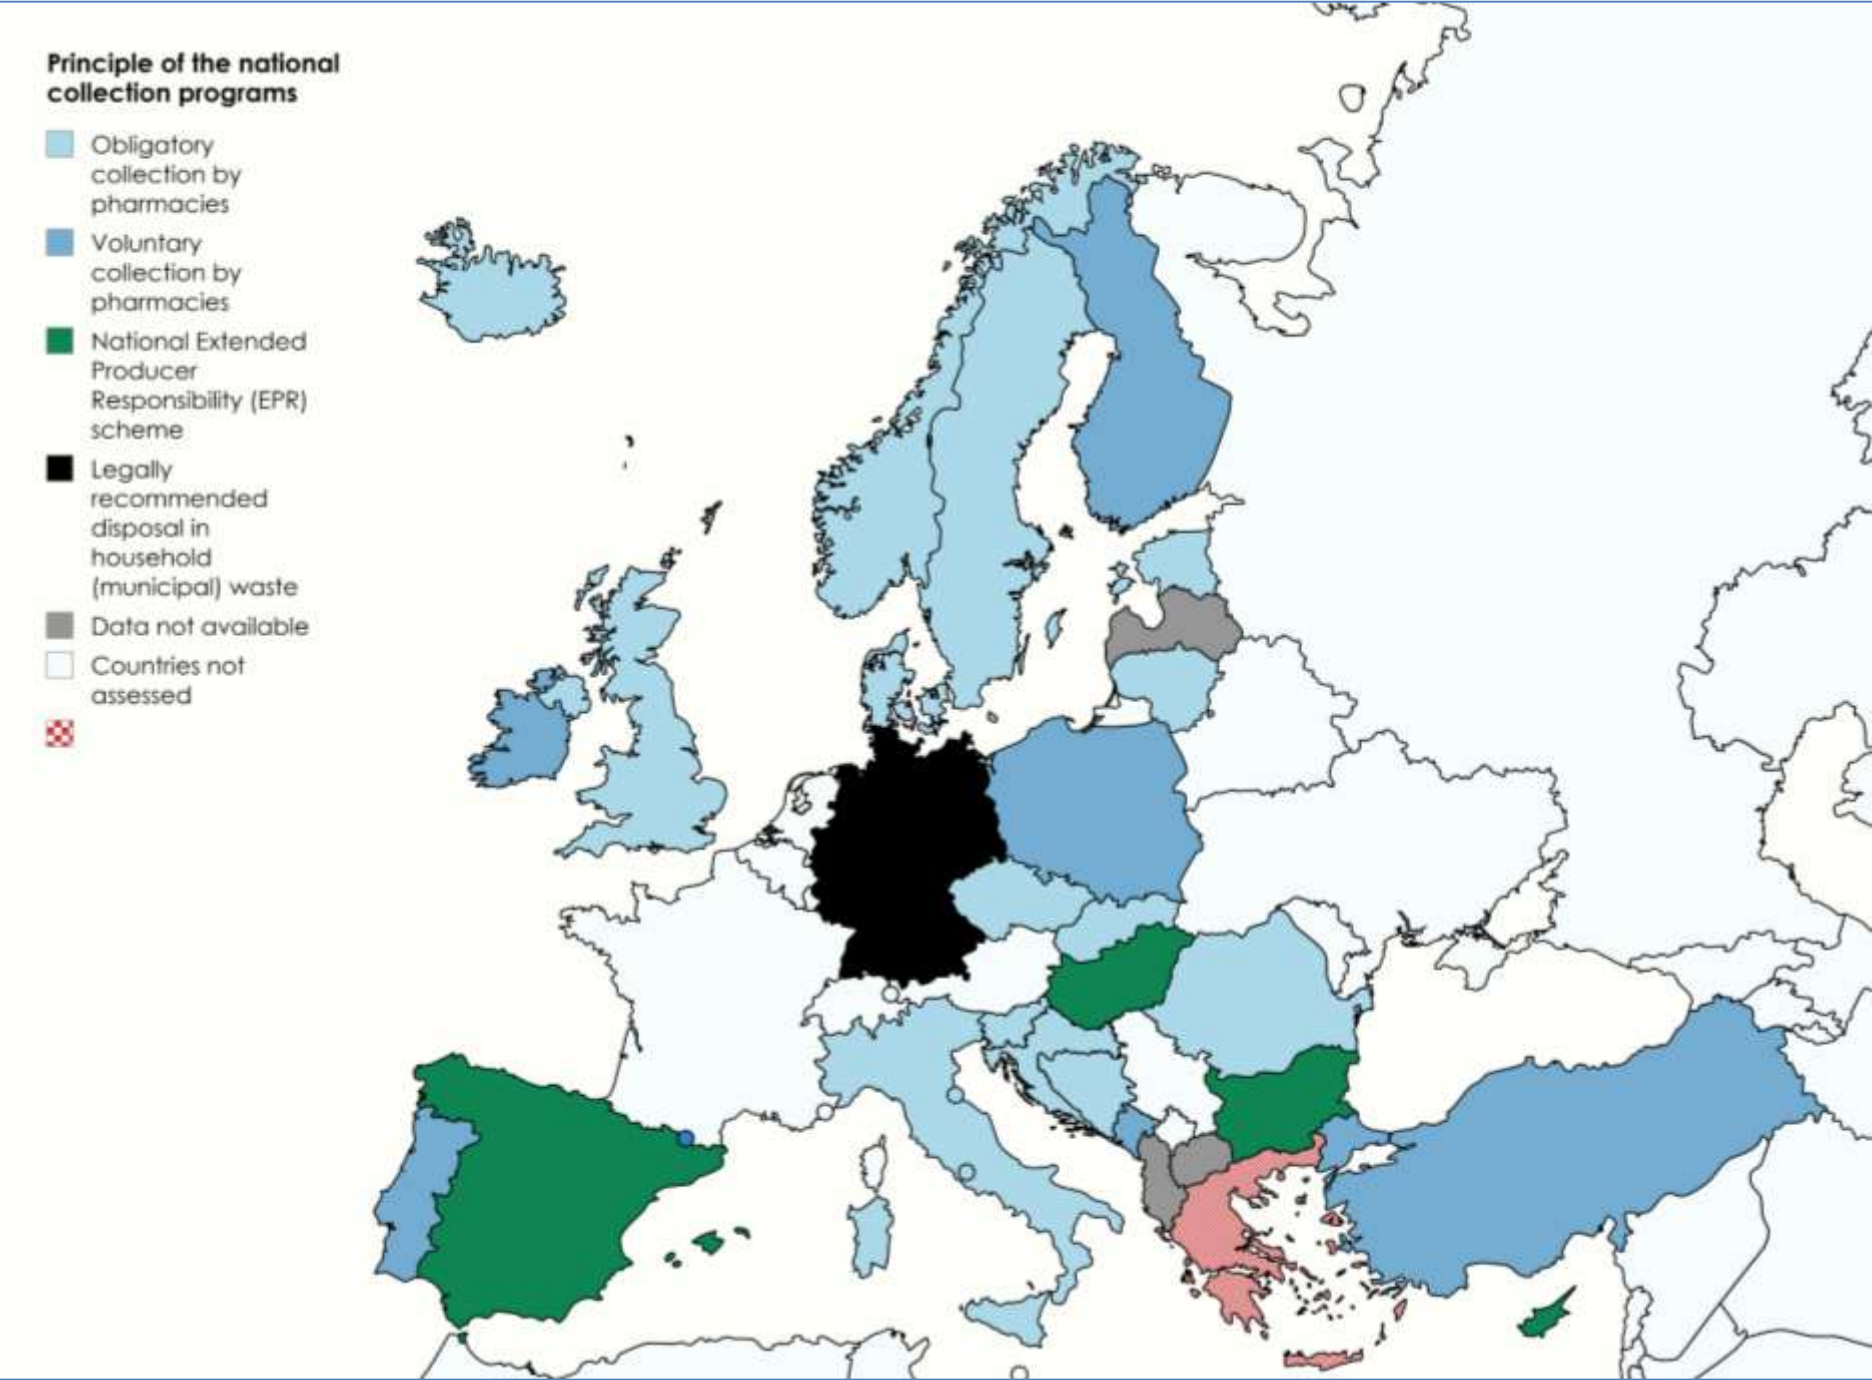 Principle of the national
collection programs
Obligatory
collection by
pharmacies
Voluntary
collection by
pharmacies
National Extended
Producer
Responsibility (EPR)
scheme
Legally
recommended
disposal in
household
(municipal) waste
Data not available
Countries not
assessed